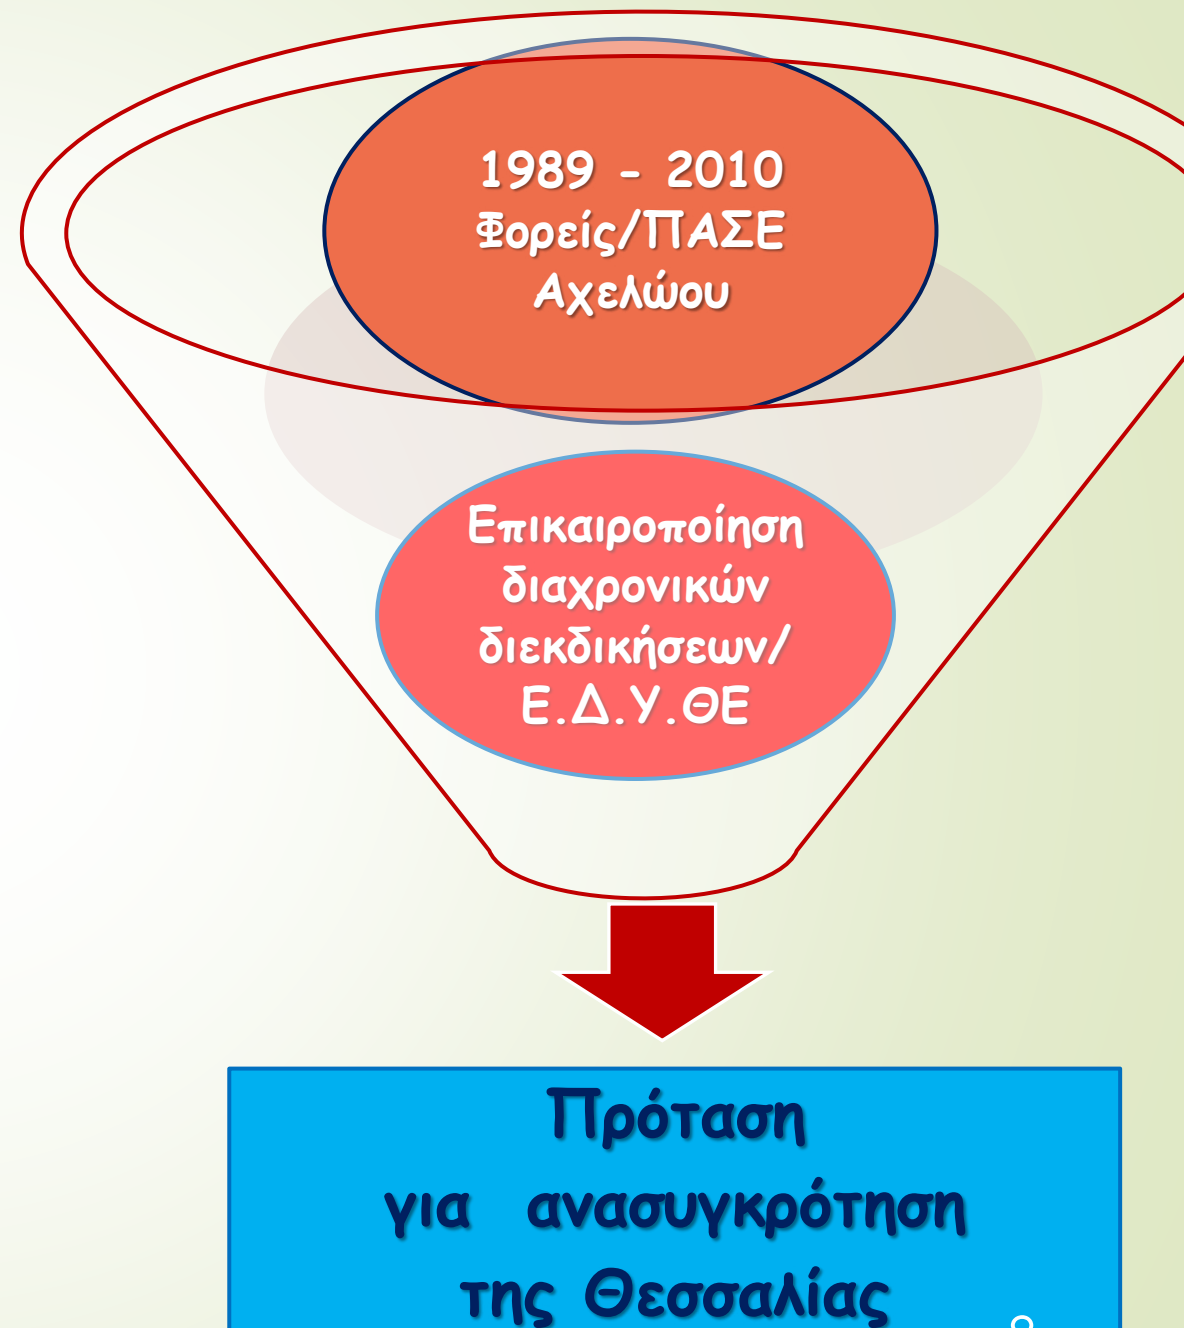 1989 - 2010
Φορείς/ΠΑΣΕ
Αχελώου
Επικαιροποίηση
διαχρονικών
διεκδικήσεων/
Ε.Δ.Υ.ΘΕ
Πρόταση
για ανασυγκρότηση
της Θεσσαλίας